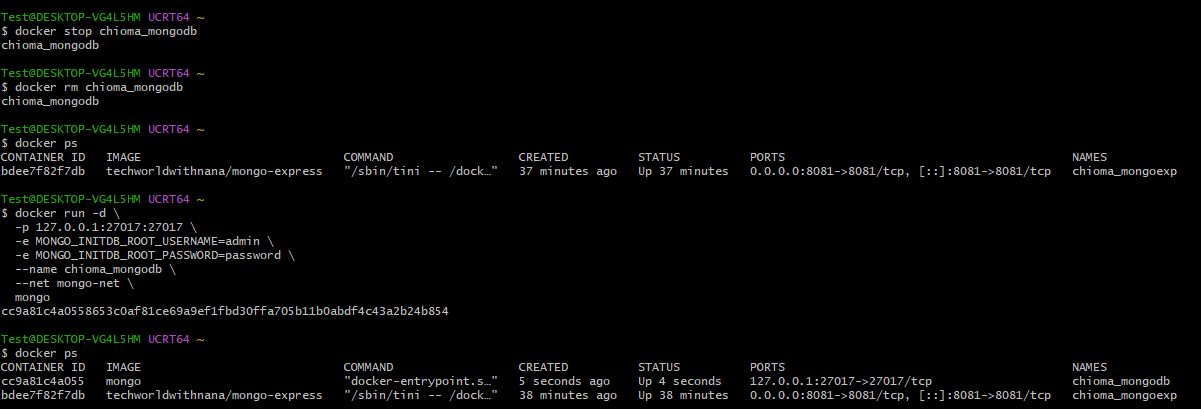 Test@DESKTOP-VG4L5HM UCRT64 ~
$ docker stop chioma_mongodb
chioma_mongodb
Test@DESKTOP-VG4L5HM UCRT64 ~
$ docker rm chioma_mongodb
chioma_mongodb
Test@DESKTOP-VG4L5HM UCRT64 ~
$ docker ps
CONTAINER ID   IMAGE                          COMMAND                  CREATED          STATUS          PORTS                                         NAMES
bdee7f82f7db   techworldwithnana/mongo-express   "/sbin/tini -- /dock…"   37 minutes ago   Up 37 minutes   0.0.0.0:8081->8081/tcp, [::]:8081->8081/tcp   chioma_mongoexp
Test@DESKTOP-VG4L5HM UCRT64 ~
$ docker run -d \
  -p 127.0.0.1:27017:27017 \
  -e MONGO_INITDB_ROOT_USERNAME=admin \
  -e MONGO_INITDB_ROOT_PASSWORD=password \
  --name chioma_mongodb \
  --net mongo-net \
  mongo
cc9a81c4a0558653c0af81ce69a9ef1fbd30ffa705b11b0abdf4c43a2b24b854
Test@DESKTOP-VG4L5HM UCRT64 ~
$ docker ps
CONTAINER ID   IMAGE                          COMMAND                  CREATED          STATUS          PORTS                                         NAMES
cc9a81c4a055   mongo                             "docker-entrypoint.s…"   5 seconds ago    Up 4 seconds    127.0.0.1:27017->27017/tcp                    chioma_mongodb
bdee7f82f7db   techworldwithnana/mongo-express   "/sbin/tini -- /dock…"   38 minutes ago   Up 38 minutes   0.0.0.0:8081->8081/tcp, [::]:8081->8081/tcp   chioma_mongoexp